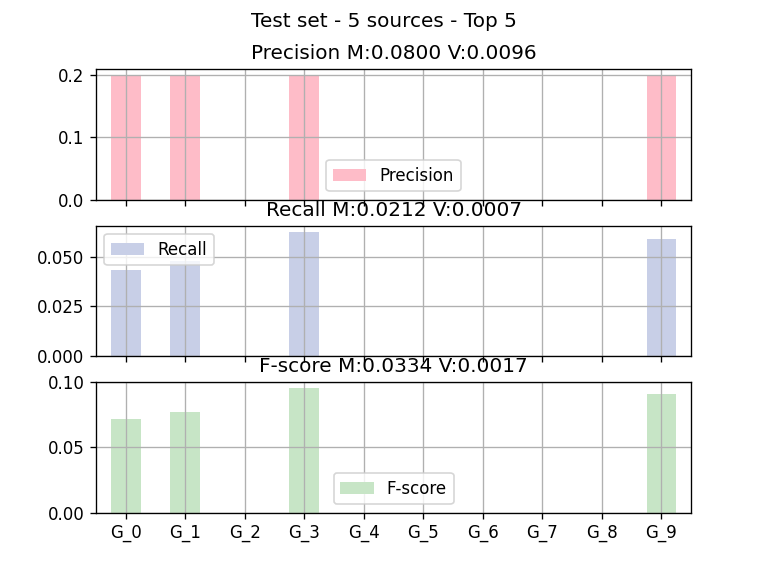 Test set - 5 sources - Top 5
Precision M:0.0800 V:0.0096
0.2
0.1
0.0
Precision
Recall M:0.0212 V:0.0007
0.050
0.025
0.000
Recall
F-score M:0.0334 V:0.0017
0.10
0.05
0.00
F-score
G_0 G_1 G_2 G_3 G_4 G_5 G_6 G_7 G_8 G_9